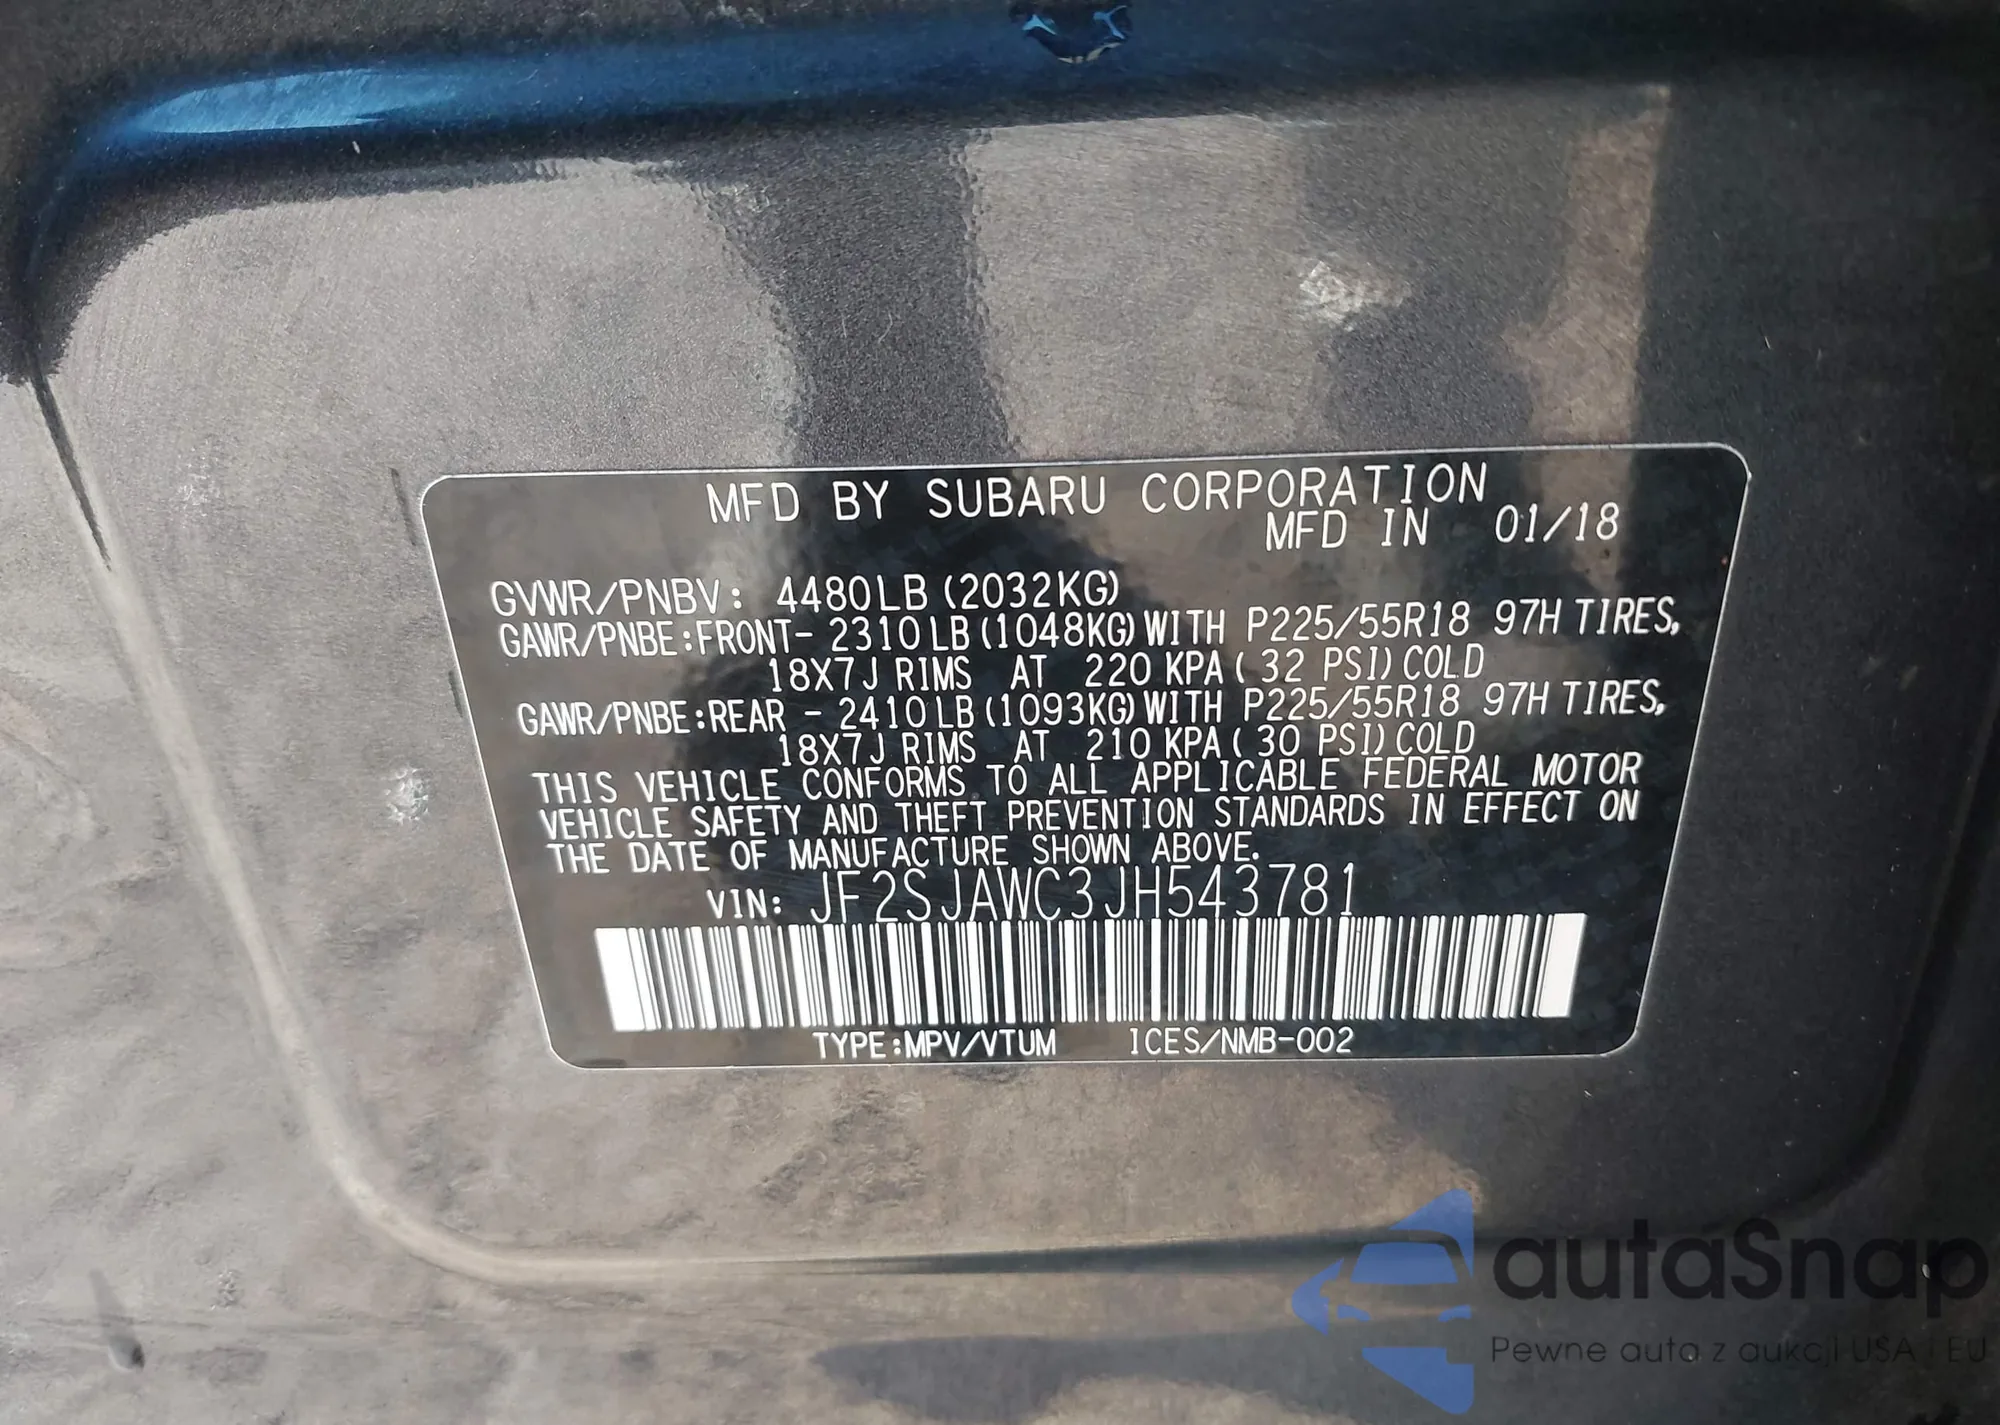 MFD BY SUBARU CORPORATION
MFD IN 01/18
GVWR/PNBV: 4480LB (2032KG)
GAWR/PNBE:FRONT- 2310LB (1048KG) WITH P225/55R18 97H TIRES,
18X7J RIMS AT 220 KPA ( 32 PSI) COLD
GAWR/PNBE:REAR - 2410LB (1093KG) WITH P225/55R18 97H TIRES,
18X7J RIMS AT 210 KPA ( 30 PSI) COLD
THIS VEHICLE CONFORMS TO ALL APPLICABLE FEDERAL MOTOR
VEHICLE SAFETY AND THEFT PREVENTION STANDARDS IN EFFECT ON
THE DATE OF MANUFACTURE SHOWN ABOVE.
VIN: JF2SJAWC3JH543781
TYPE:MPV/VTUM ICES/NMB-002
autaSnap
Pewne auta z aukcji USA i EU